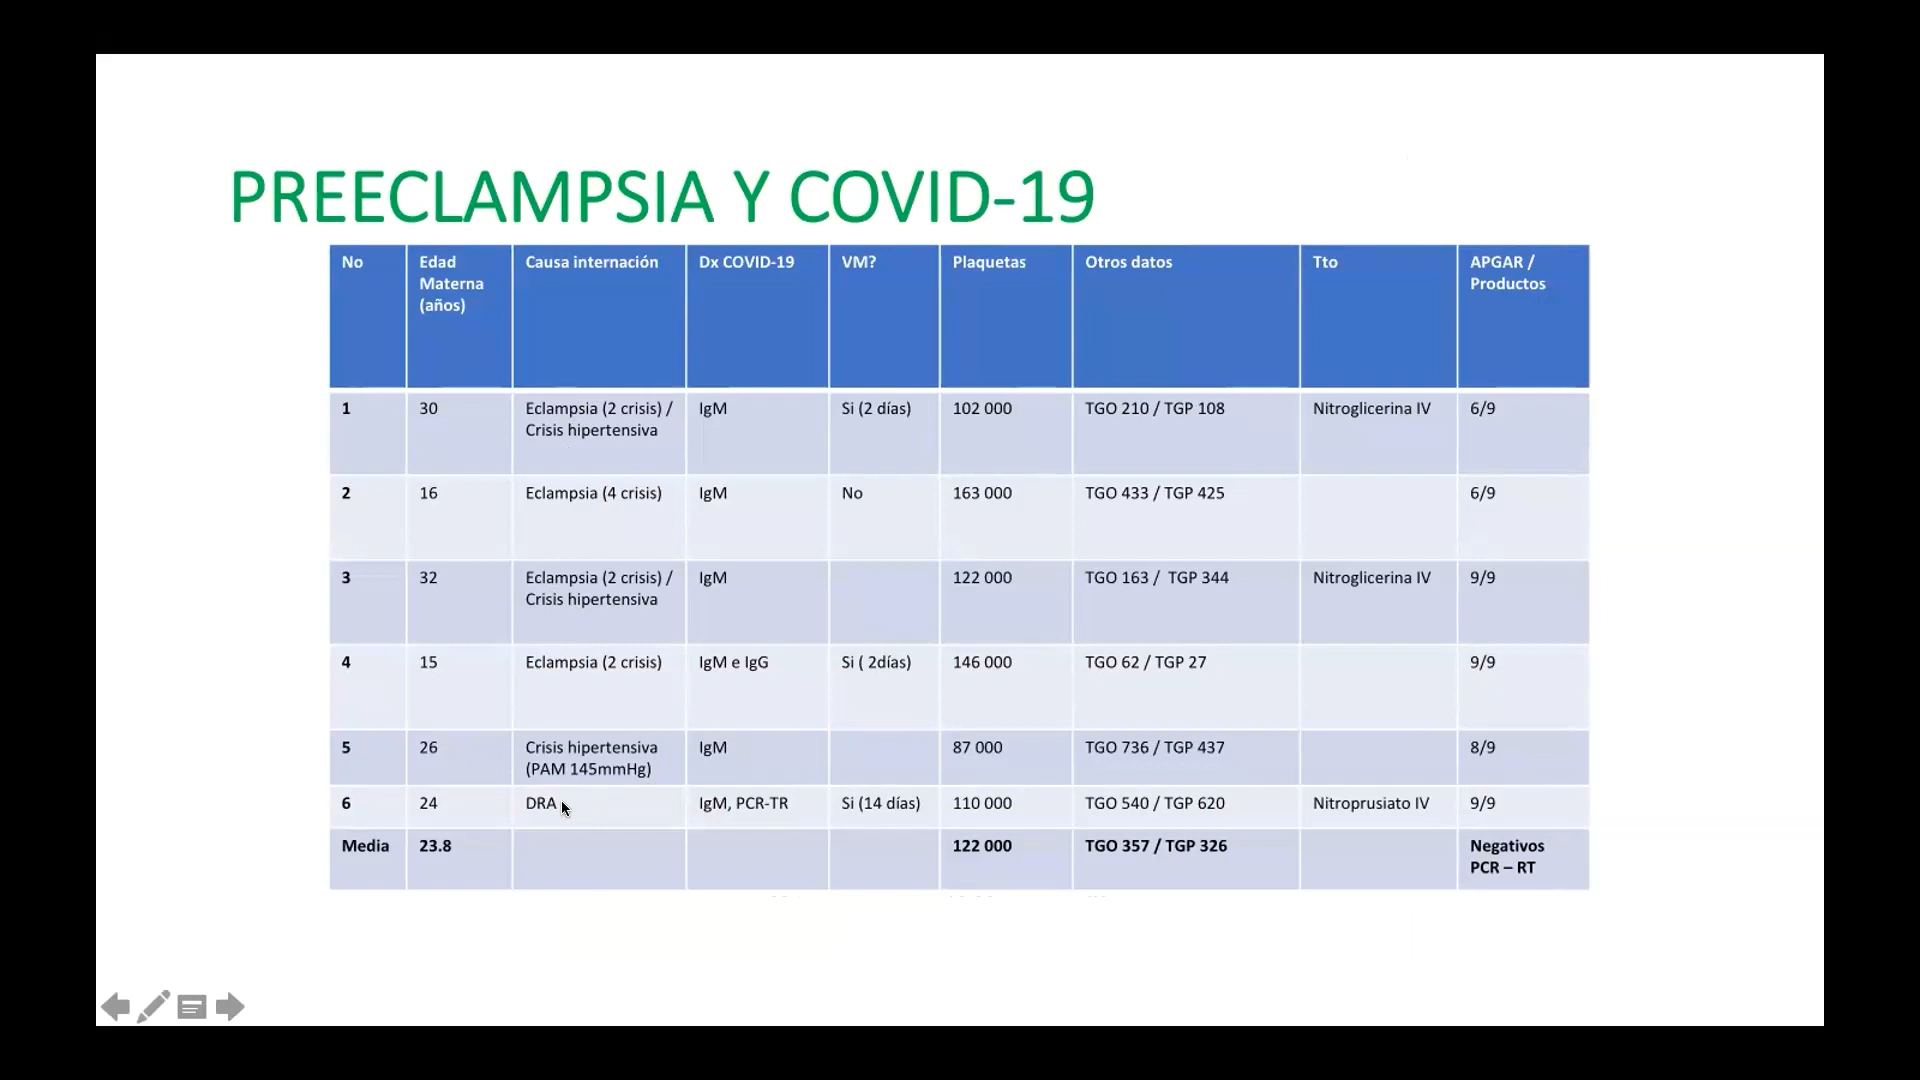 PREECLAMPSIA Y COVID-19
No Edad Causa internación Dx COVID-19 VM? Plaquetas Otros datos Tto APGAR /
Materna Productos
(años)
1 30 Eclampsia (2 crisis) / IgM Si (2 días) 102 000 TGO 210 / TGP 108 Nitroglicerina IV 6/9
Crisis hipertensiva
2 16 Eclampsia (4 crisis) IgM No 163 000 TGO 433 / TGP 425 6/9
3 32 Eclampsia (2 crisis) / IgM 122 000 TGO 163 / TGP 344 Nitroglicerina IV 9/9
Crisis hipertensiva
4 15 Eclampsia (2 crisis) IgM e IgG Si ( 2días) 146 000 TGO 62 / TGP 27 9/9
5 26 Crisis hipertensiva IgM 87 000 TGO 736 / TGP 437 8/9
(PAM 145mmHg)
6 24 DRA IgM, PCR-TR Si (14 días) 110 000 TGO 540 / TGP 620 Nitroprusiato IV 9/9
Media 23.8 122 000 TGO 357 / TGP 326 Negativos
PCR – RT